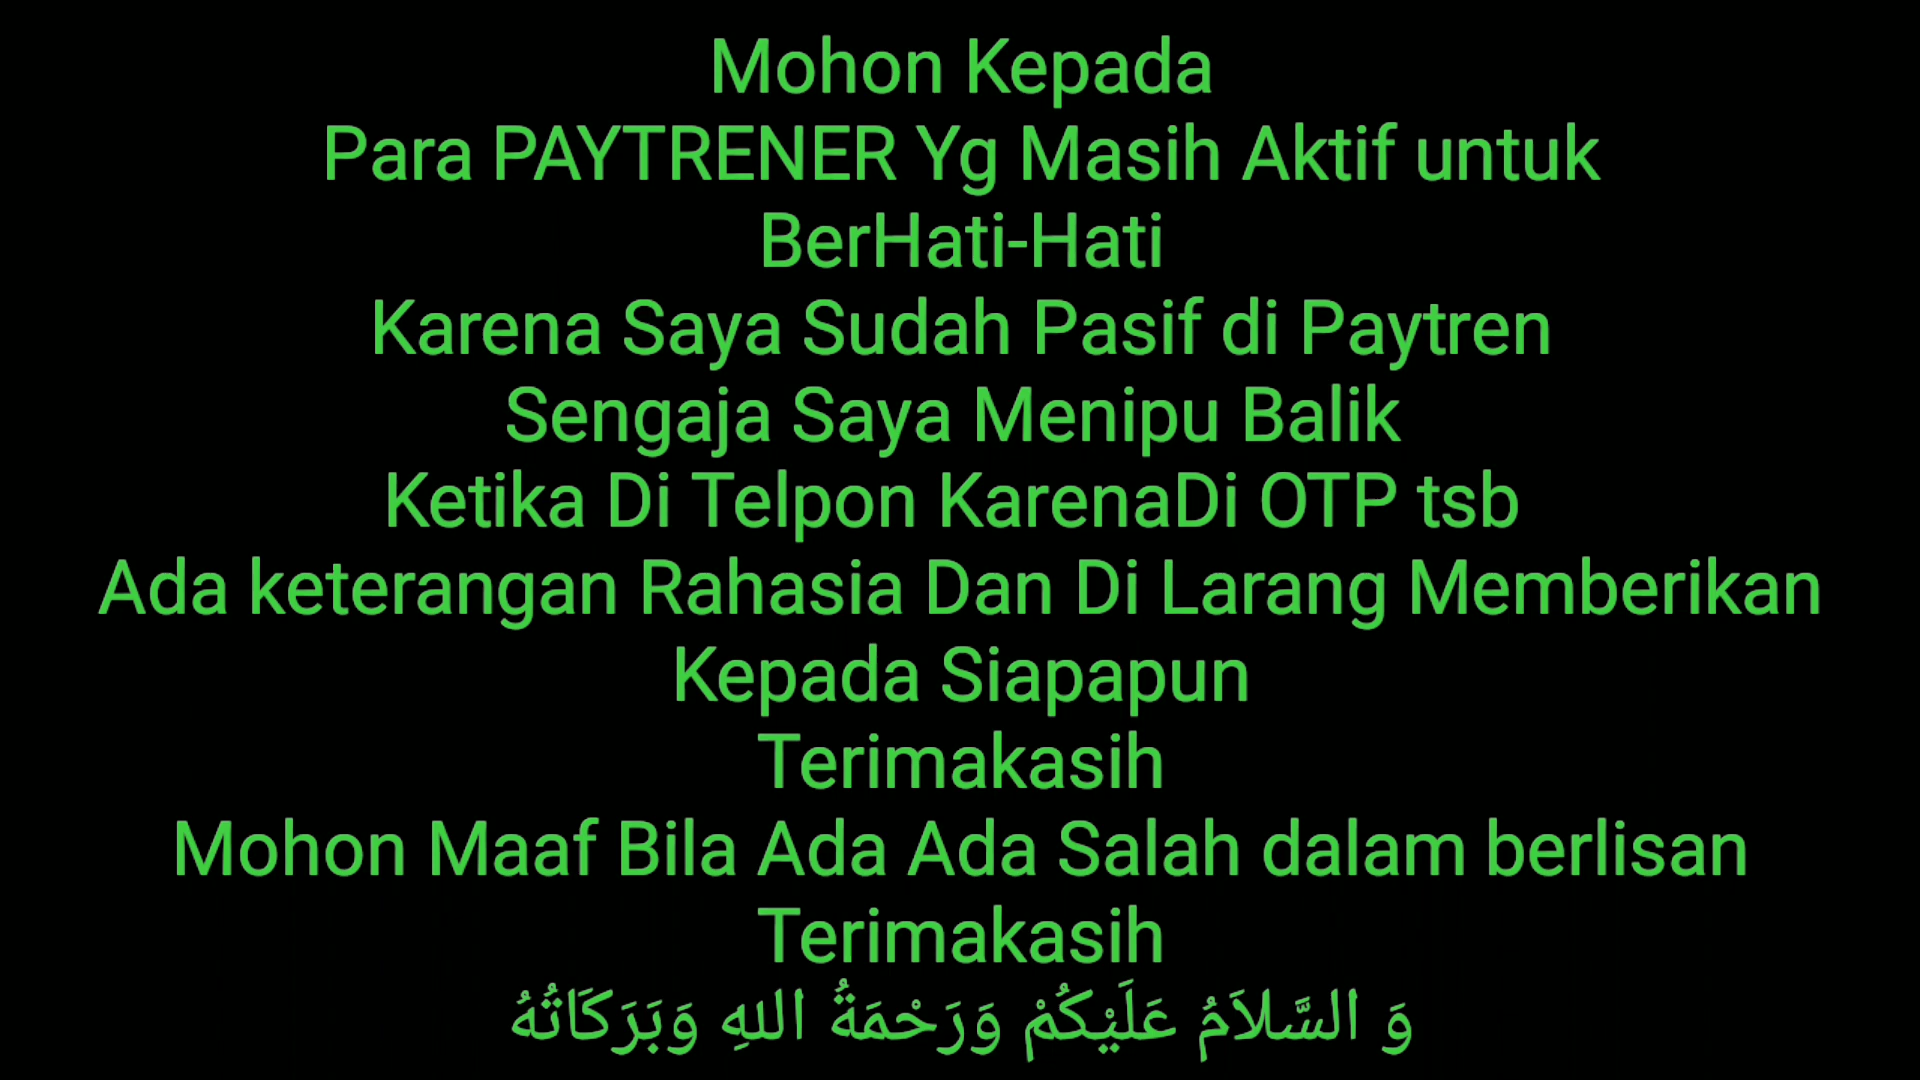 Mohon Kepada
Para PAYTRENER Yg Masih Aktif untuk
BerHati-Hati
Karena Saya Sudah Pasif di Paytren
Sengaja Saya Menipu Balik
Ketika Di Telpon KarenaDi OTP tsb
Ada keterangan Rahasia Dan Di Larang Memberikan
Kepada Siapapun
Terimakasih
Mohon Maaf Bila Ada Ada Salah dalam berlisan
Terimakasih
وَ السَّلاَمُ عَلَيْكُمْ وَرَحْمَةُ اللهِ وَبَرَكَاتُهُ